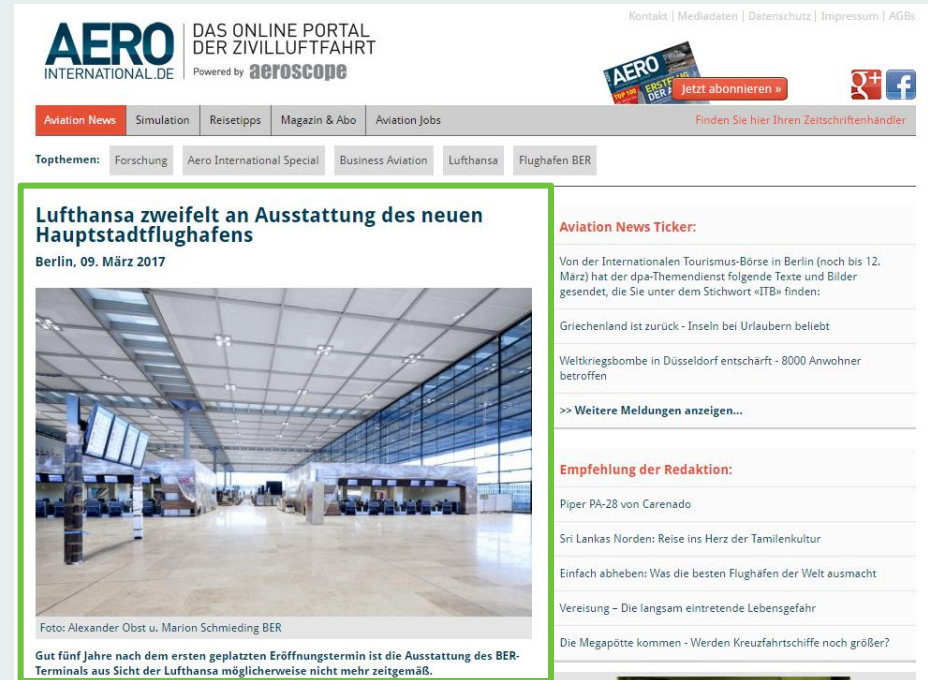 Kontakt | Mediadaten | Datenschutz | Impressum | AGBs
AERO
INTERNATIONAL.DE
DAS ONLINE PORTAL
DER ZIVILLUFTFAHRT
Powered by aeroscope
AERO
TOP 100
Jetzt abonnieren »
g+ f
Aviation News Simulation Reisetipps Magazin & Abo Aviation Jobs Finden Sie hier Ihren Zeitschriftenhändler
Topthemen: Forschung Aero International Special Business Aviation Lufthansa Flughafen BER
Lufthansa zweifelt an Ausstattung des neuen
Hauptstadtflughafens
Berlin, 09. März 2017
Foto: Alexander Obst u. Marion Schmieding BER
Gut fünf Jahre nach dem ersten geplatzten Eröffnungstermin ist die Ausstattung des BER-
Terminals aus Sicht der Lufthansa möglicherweise nicht mehr zeitgemäß.
Aviation News Ticker:
Von der Internationalen Tourismus-Börse in Berlin (noch bis 12.
März) hat der dpa-Themendienst folgende Texte und Bilder
gesendet, die Sie unter dem Stichwort «ITB» finden:
Griechenland ist zurück - Inseln bei Urlaubern beliebt
Weltkriegsbombe in Düsseldorf entschärft - 8000 Anwohner
betroffen
>> Weitere Meldungen anzeigen...
Empfehlung der Redaktion:
Piper PA-28 von Carenado
Sri Lankas Norden: Reise ins Herz der Tamilenkultur
Einfach abheben: Was die besten Flughäfen der Welt ausmacht
Vereisung – Die langsam eintretende Lebensgefahr
Die Megapötte kommen - Werden Kreuzfahrtschiffe noch größer?